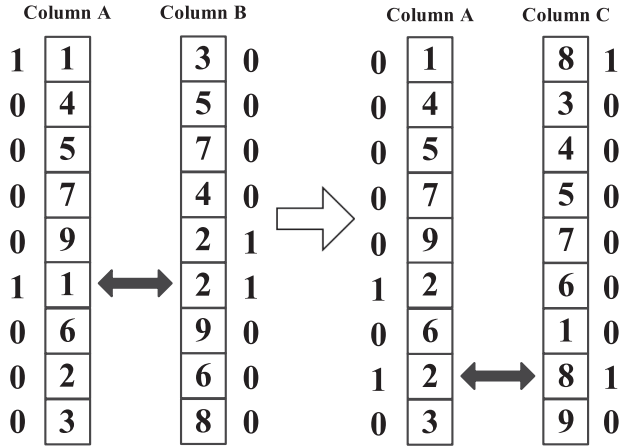 Column A Column B Column A Column C
1 1 3 0 0 1 8 1
0 4 5 0 0 4 3 0
0 5 7 0 0 5 4 0
0 7 4 0 0 7 5 0
0 9 2 1 0 9 7 0
1 1 2 1 1 2 6 0
0 6 9 0 0 6 1 0
0 2 6 0 1 2 8 1
0 3 8 0 0 3 9 0